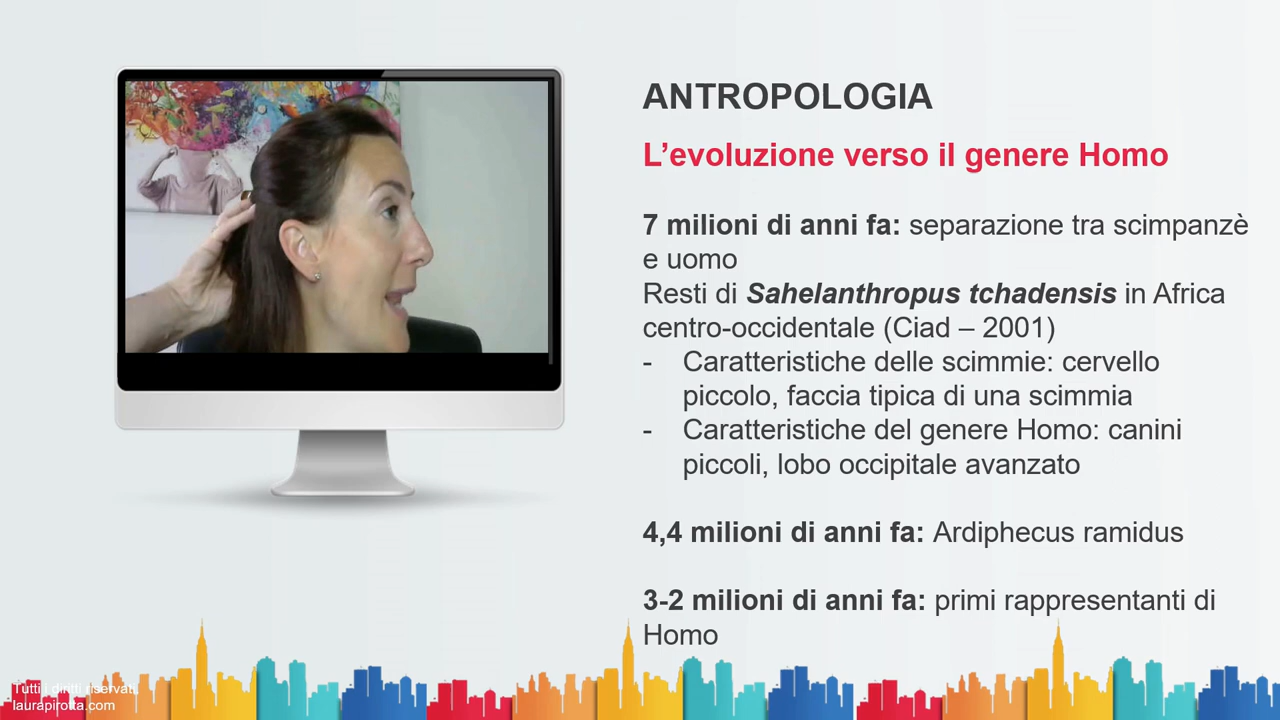 ANTROPOLOGIA
L’evoluzione verso il genere Homo
7 milioni di anni fa: separazione tra scimpanzè
e uomo
Resti di Sahelanthropus tchadensis in Africa
centro-occidentale (Ciad – 2001)
- Caratteristiche delle scimmie: cervello
piccolo, faccia tipica di una scimmia
- Caratteristiche del genere Homo: canini
piccoli, lobo occipitale avanzato
4,4 milioni di anni fa: Ardiphecus ramidus
3-2 milioni di anni fa: primi rappresentanti di
Homo
Tutti i diritti riservati
laurapirotta.com